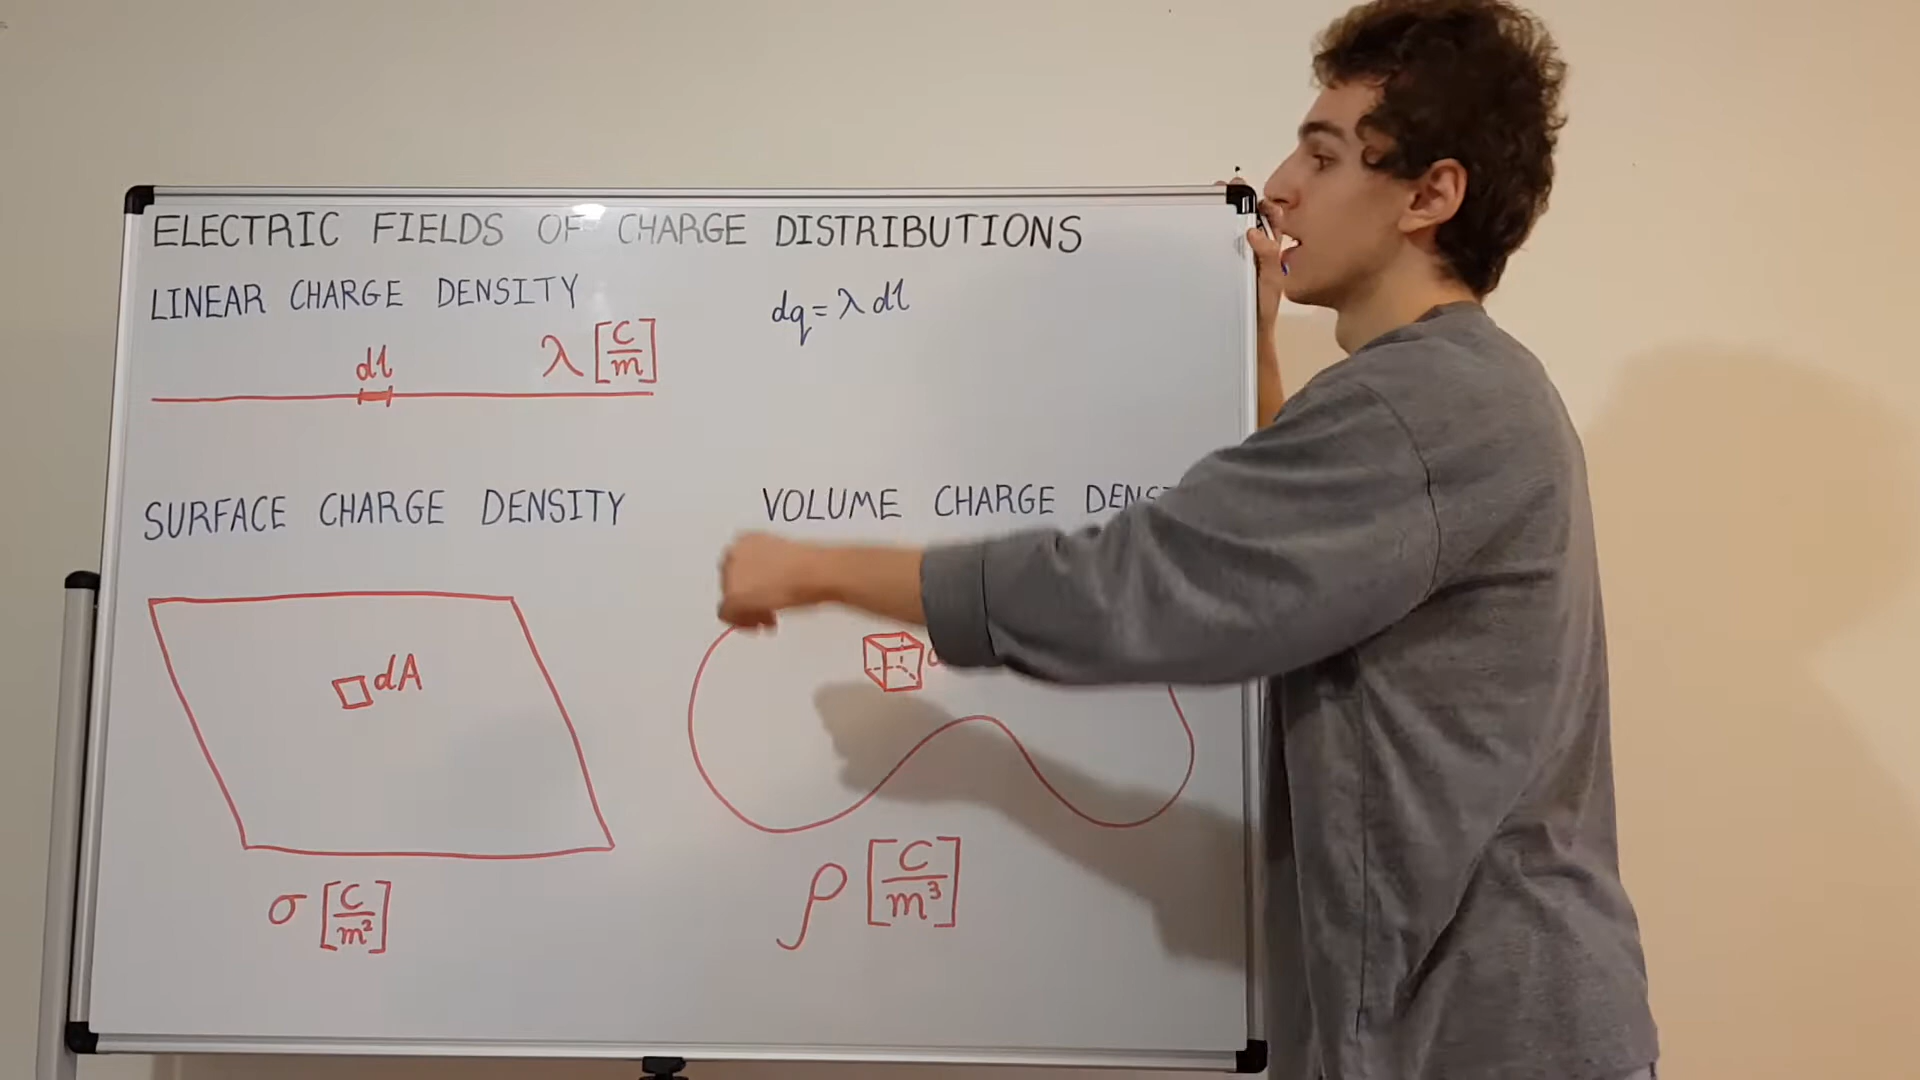 ELECTRIC FIELDS OF CHARGE DISTRIBUTIONS
LINEAR CHARGE DENSITY
dq = λ dl
dl
λ [C/m]
SURFACE CHARGE DENSITY
VOLUME CHARGE
dA
σ [C/m²]
ρ [C/m³]